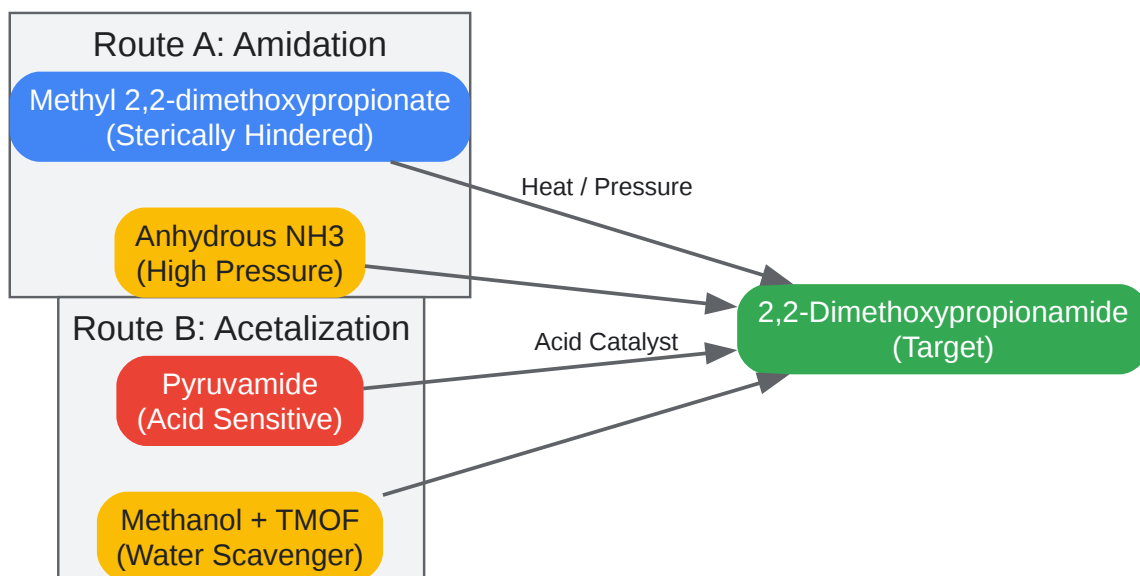 Route A: Amidation
Methyl 2,2-dimethoxypropionate
(Sterically Hindered)
Heat / Pressure
Anhydrous NH3
(High Pressure)
2,2-Dimethoxypropionamide
(Target)
Route B: Acetalization
Acid Catalyst
Pyruvamide
(Acid Sensitive)
Methanol + TMOF
(Water Scavenger)